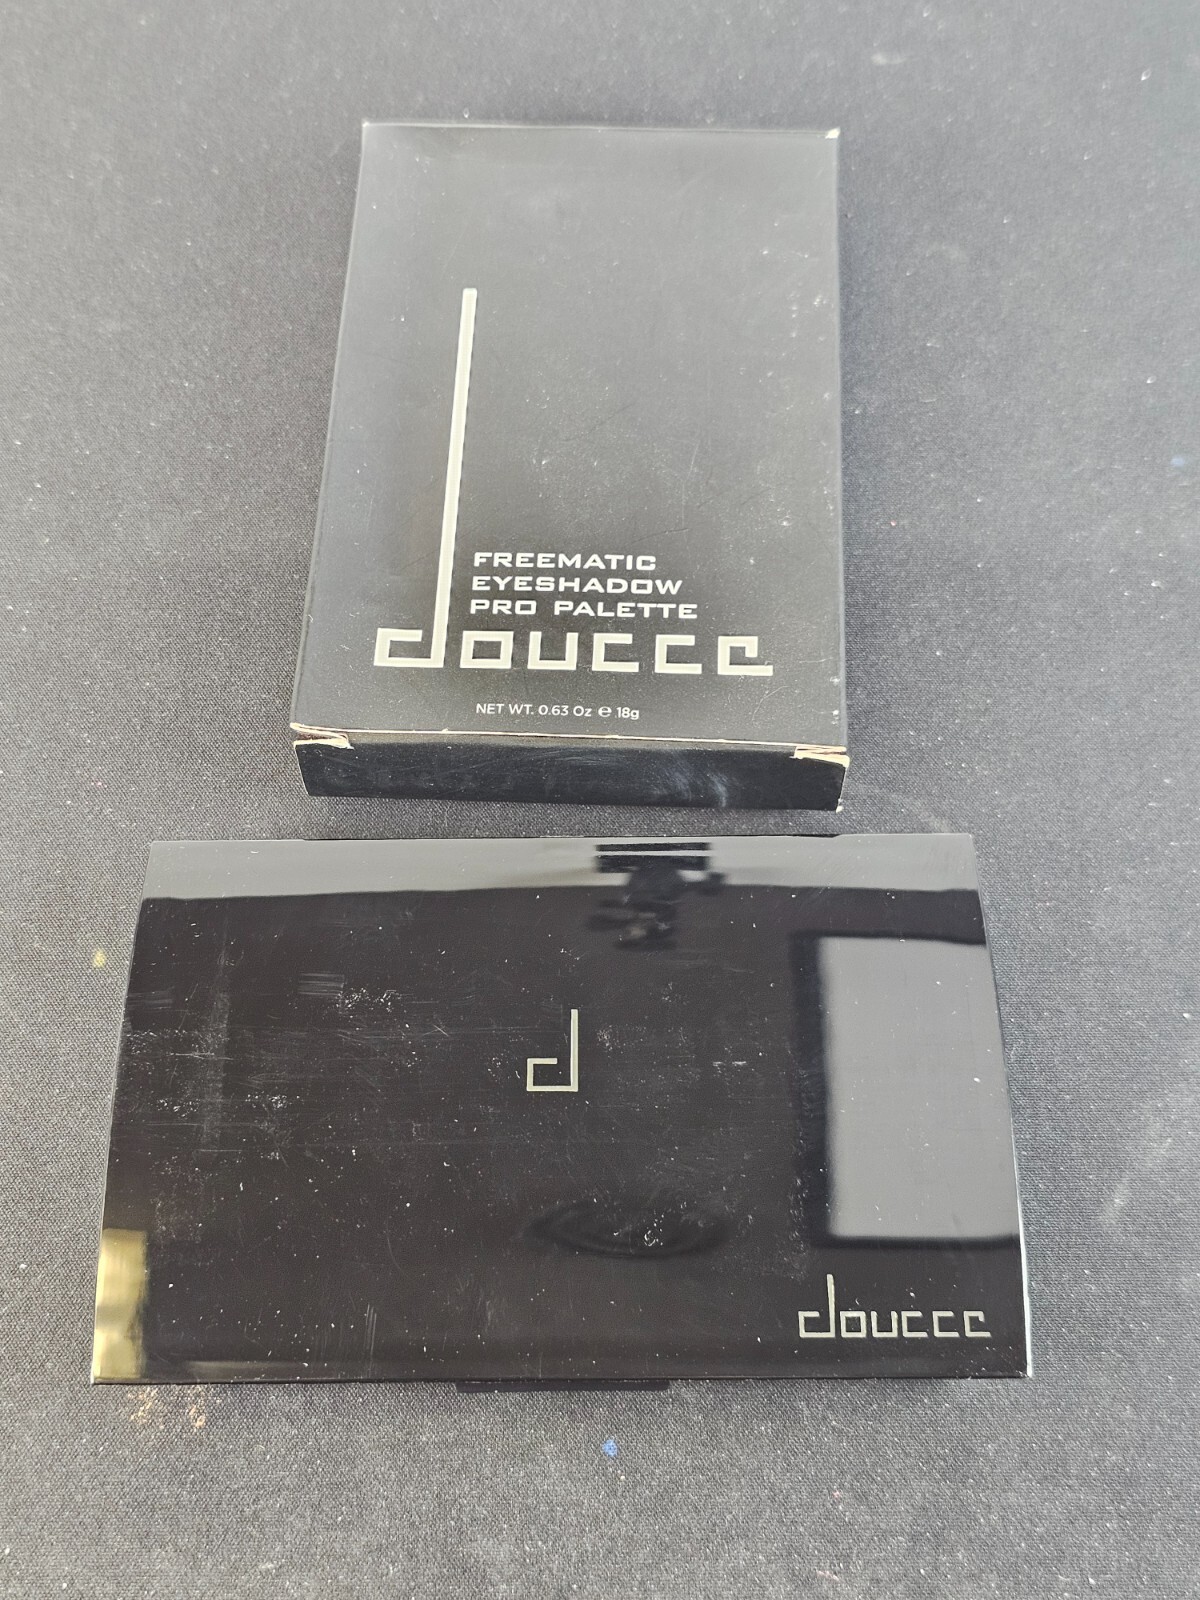 FREEMATIC
EYESHADOW
PRO PALETTE
doucce
NET WT. 0.63 Oz ℮ 18g
d
doucce